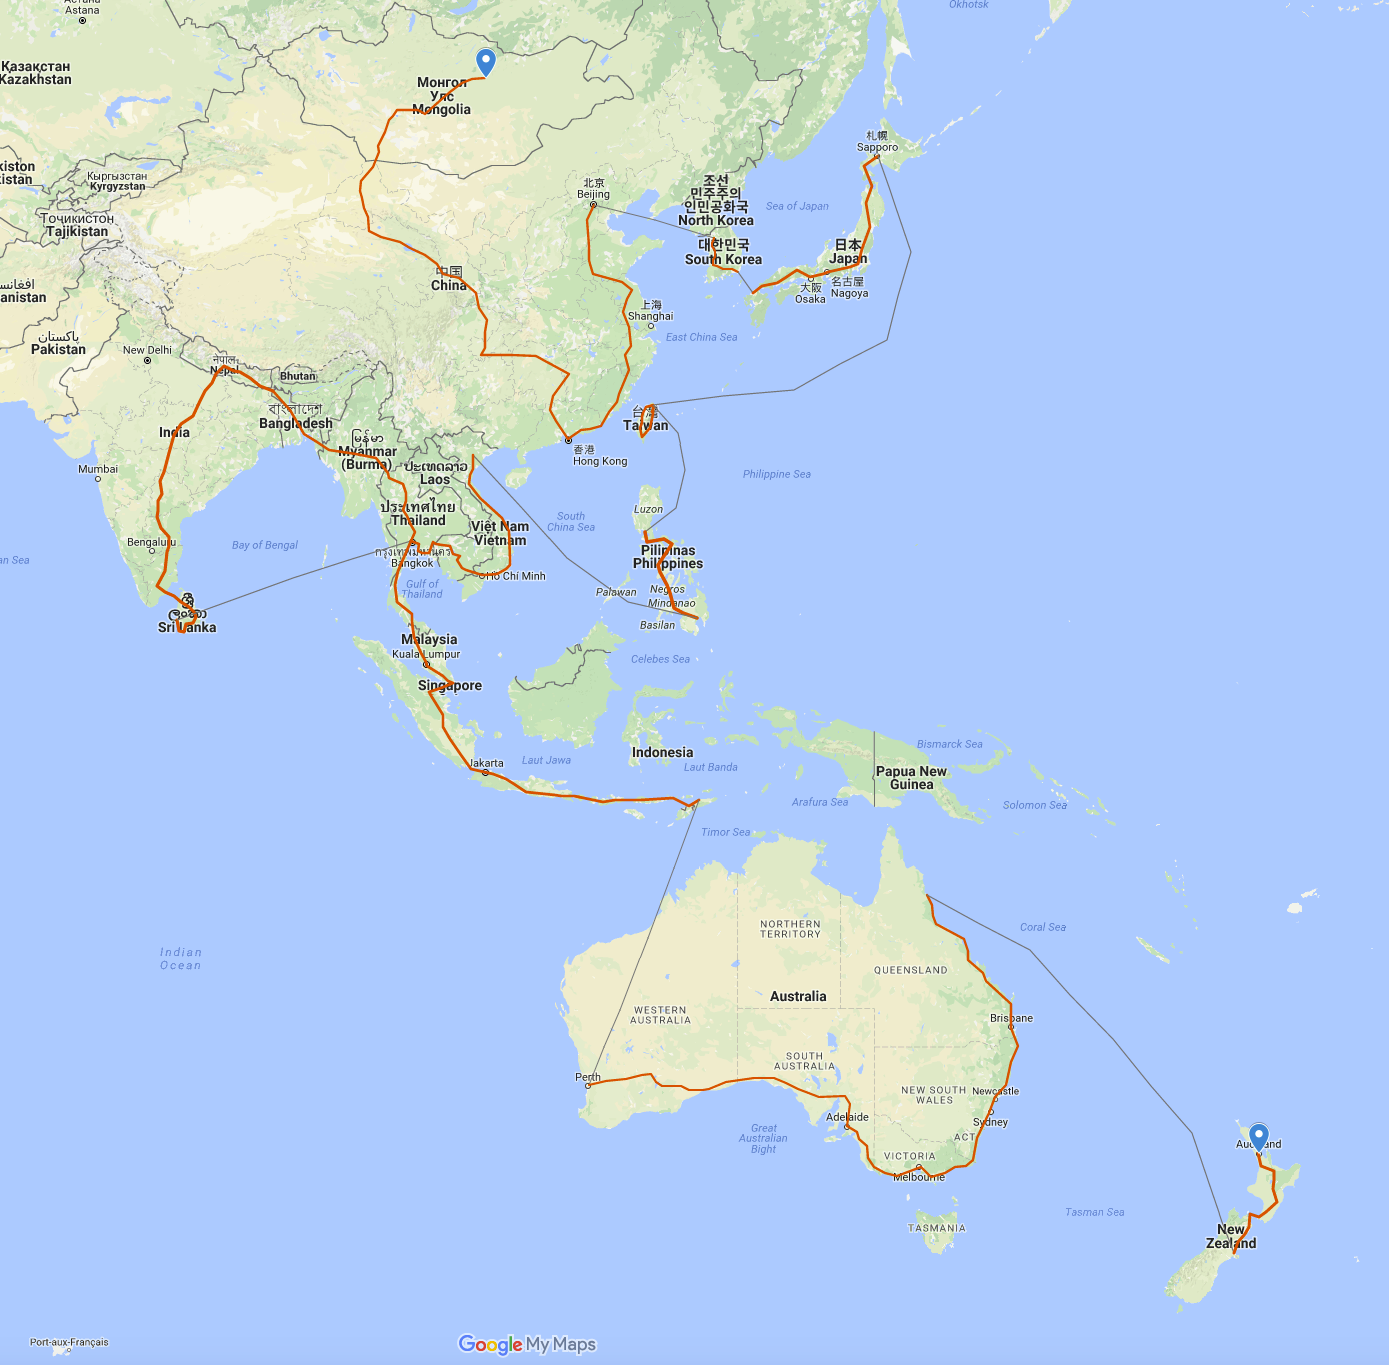 Астана
Astana
Okhotsk
Қазақстан
Kazakhstan
Монгол
Улс
Mongolia
札幌
Sapporo
kiston
kistan
Кыргызстан
Kyrgyzstan
北京
Beijing
조선
민주주의
인민공화국
North Korea
Sea of Japan
Тоҷикистон
Tajikistan
대한민국
South Korea
日本
Japan
中国
China
大阪
Osaka
名古屋
Nagoya
anistan
上海
Shanghai
East China Sea
پاکستان
Pakistan
New Delhi
नेपाल
Nepal
Bhutan
বাংলাদেশ
Bangladesh
India
台灣
Taiwan
မြန်မာ
Myanmar
(Burma)
香港
Hong Kong
Mumbai
ປະເທດລາວ
Laos
Philippine Sea
ประเทศไทย
Thailand
Luzon
South
China Sea
Việt Nam
Vietnam
Bay of Bengal
Bengaluru
an Sea
กรุงเทพมหานคร
Bangkok
Pilipinas
Philippines
Hồ Chí Minh
Gulf of
Thailand
Palawan
Negros
Mindanao
Sri Lanka
Basilan
Malaysia
Kuala Lumpur
Celebes Sea
Singapore
Indonesia
Bismarck Sea
Jakarta
Laut Jawa
Laut Banda
Papua New
Guinea
Arafura Sea
Solomon Sea
Timor Sea
NORTHERN
TERRITORY
Coral Sea
Indian
Ocean
QUEENSLAND
Australia
WESTERN
AUSTRALIA
Brisbane
SOUTH
AUSTRALIA
Perth
NEW SOUTH
WALES
Newcastle
Adelaide
Sydney
Great
Australian
Bight
ACT
Auckland
VICTORIA
Melbourne
Tasman Sea
TASMANIA
New
Zealand
Port-aux-Français
Google My Maps